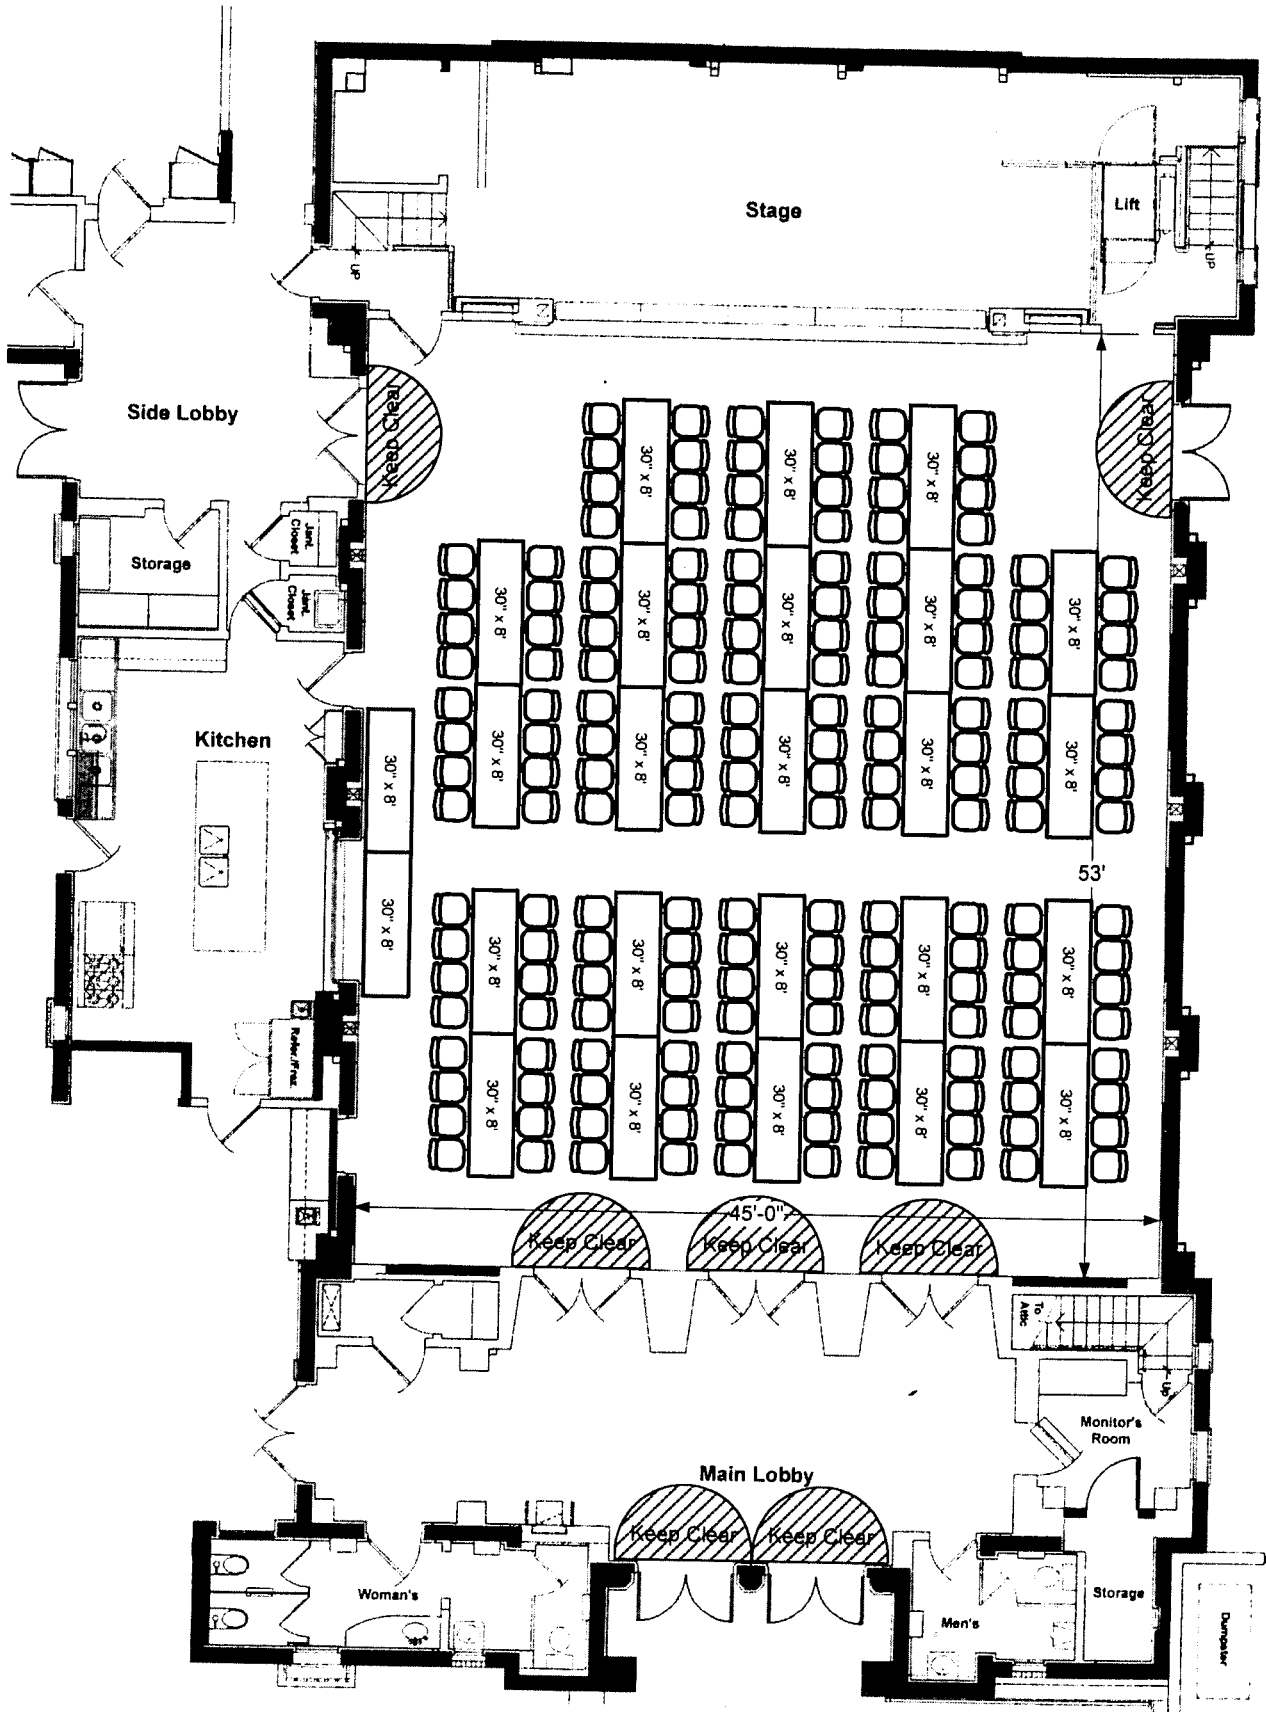 Stage
Lift
UP
UP
Side Lobby
Keep Clear
Keep Clear
30" x 8'
30" x 8'
30" x 8'
Jant.
Closet
Storage
Jant.
Closet
30" x 8'
30" x 8'
30" x 8'
30" x 8'
30" x 8'
Kitchen
30" x 8'
30" x 8'
30" x 8'
30" x 8'
30" x 8'
30" x 8'
53'
30" x 8'
30" x 8'
30" x 8'
30" x 8'
30" x 8'
30" x 8'
Refer./Frez.
30" x 8'
30" x 8'
30" x 8'
30" x 8'
30" x 8'
45'-0"
Keep Clear
Keep Clear
Keep Clear
To
Attic
Up
Monitor's
Room
Main Lobby
Keep Clear
Keep Clear
Woman's
Men's
Storage
Dumpster